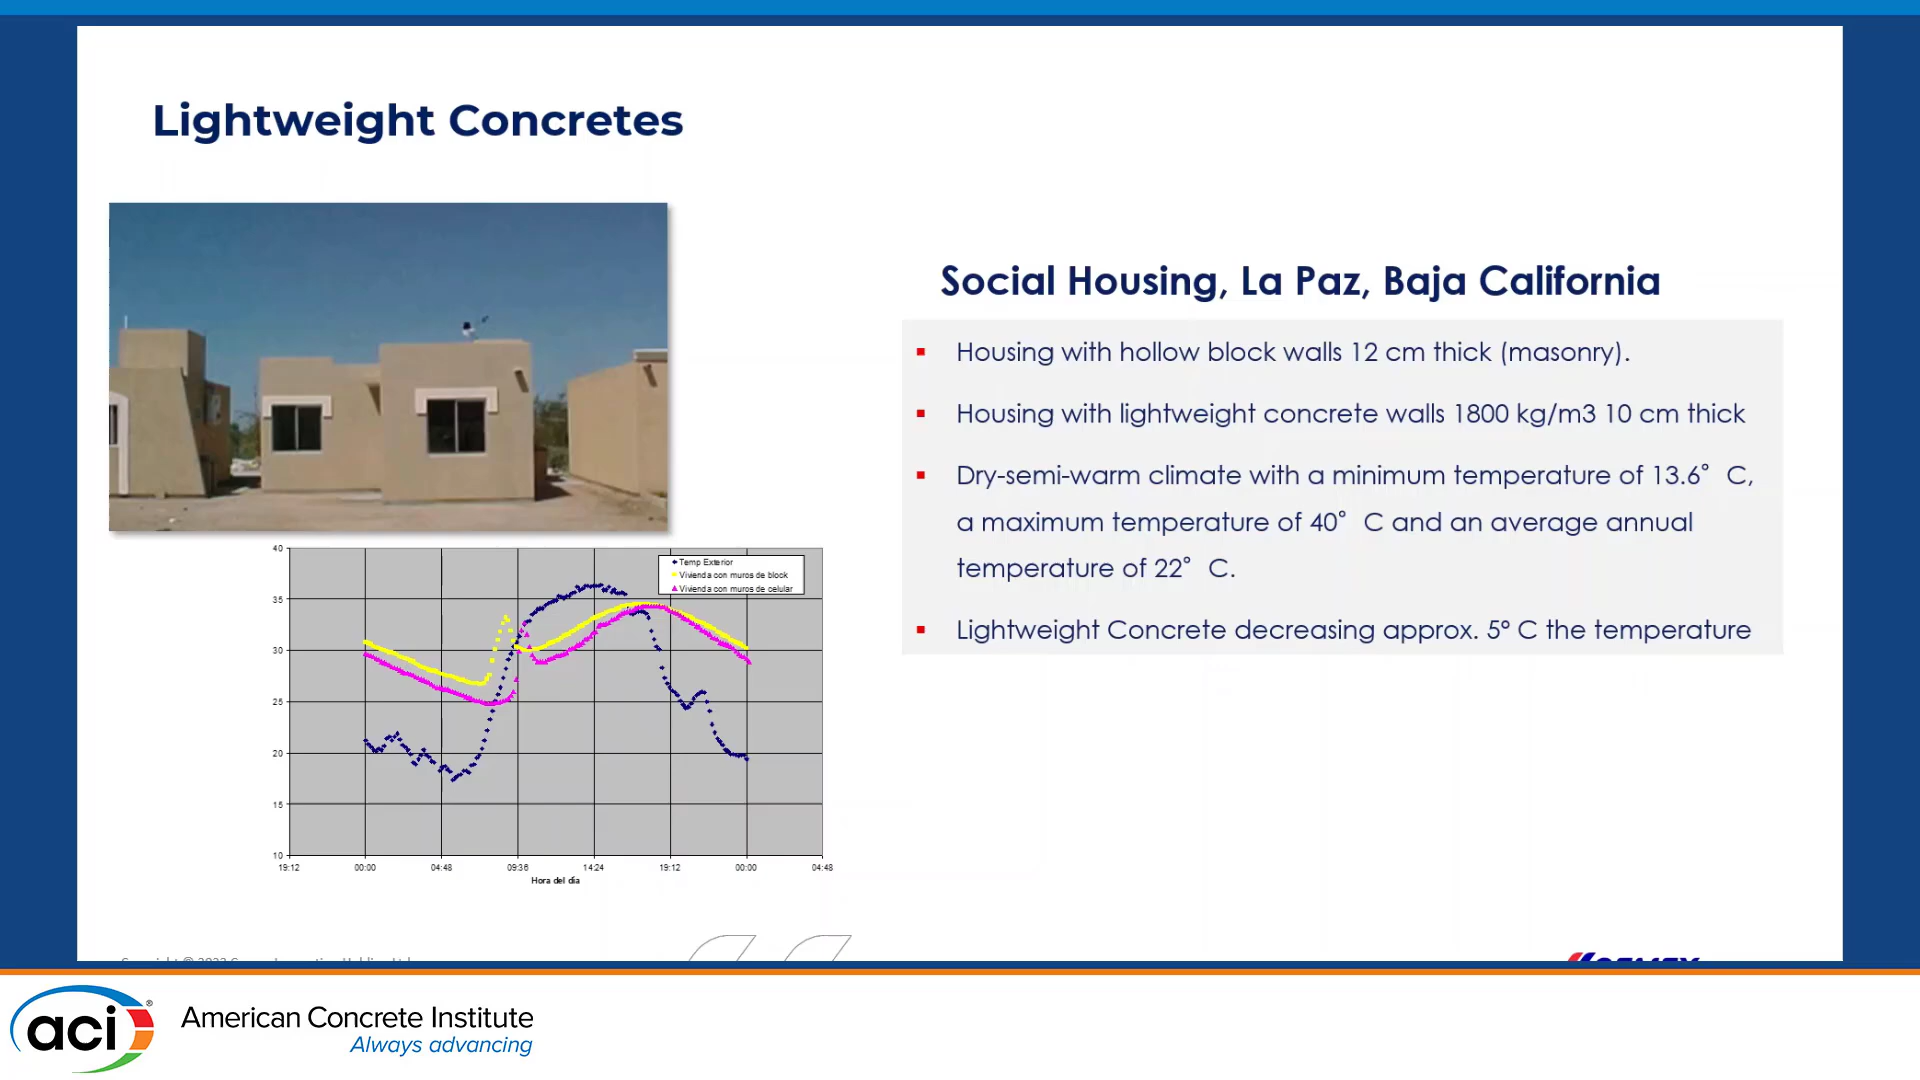 Lightweight Concretes
Social Housing, La Paz, Baja California
▪ Housing with hollow block walls 12 cm thick (masonry).
▪ Housing with lightweight concrete walls 1800 kg/m3 10 cm thick
▪ Dry-semi-warm climate with a minimum temperature of 13.6° C,
a maximum temperature of 40° C and an average annual
temperature of 22° C.
▪ Lightweight Concrete decreasing approx. 5° C the temperature
Temp Exterior
Vivienda con muros de block
Vivienda con muros de celular
40
35
30
25
20
15
10
19:12 00:00 04:48 09:36 14:24 19:12 00:00 04:48
Hora del día
CEMEX
aci®
American Concrete Institute
Always advancing